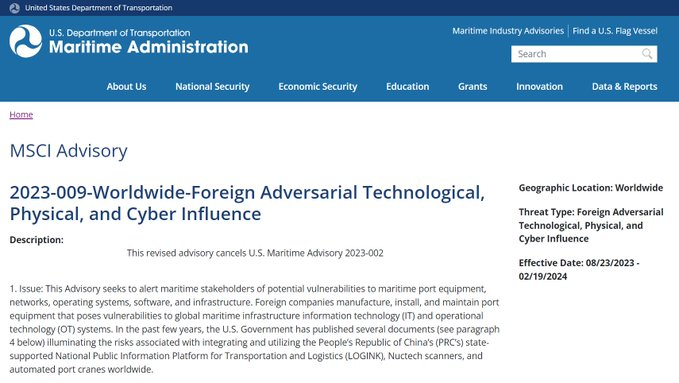 United States Department of Transportation
U.S. Department of Transportation
Maritime Administration
Maritime Industry Advisories
Find a U.S. Flag Vessel
Search
About Us
National Security
Economic Security
Education
Grants
Innovation
Data & Reports
Home
MSCI Advisory
2023-009-Worldwide-Foreign Adversarial Technological,
Physical, and Cyber Influence
Description:
This revised advisory cancels U.S. Maritime Advisory 2023-002
1. Issue: This Advisory seeks to alert maritime stakeholders of potential vulnerabilities to maritime port equipment,
networks, operating systems, software, and infrastructure. Foreign companies manufacture, install, and maintain port
equipment that poses vulnerabilities to global maritime infrastructure information technology (IT) and operational
technology (OT) systems. In the past few years, the U.S. Government has published several documents (see paragraph
4 below) illuminating the risks associated with integrating and utilizing the People's Republic of China's (PRC's) state-
supported National Public Information Platform for Transportation and Logistics (LOGINK), Nuctech scanners, and
automated port cranes worldwide.
Geographic Location: Worldwide
Threat Type: Foreign Adversarial
Technological, Physical, and
Cyber Influence
Effective Date: 08/23/2023 -
02/19/2024